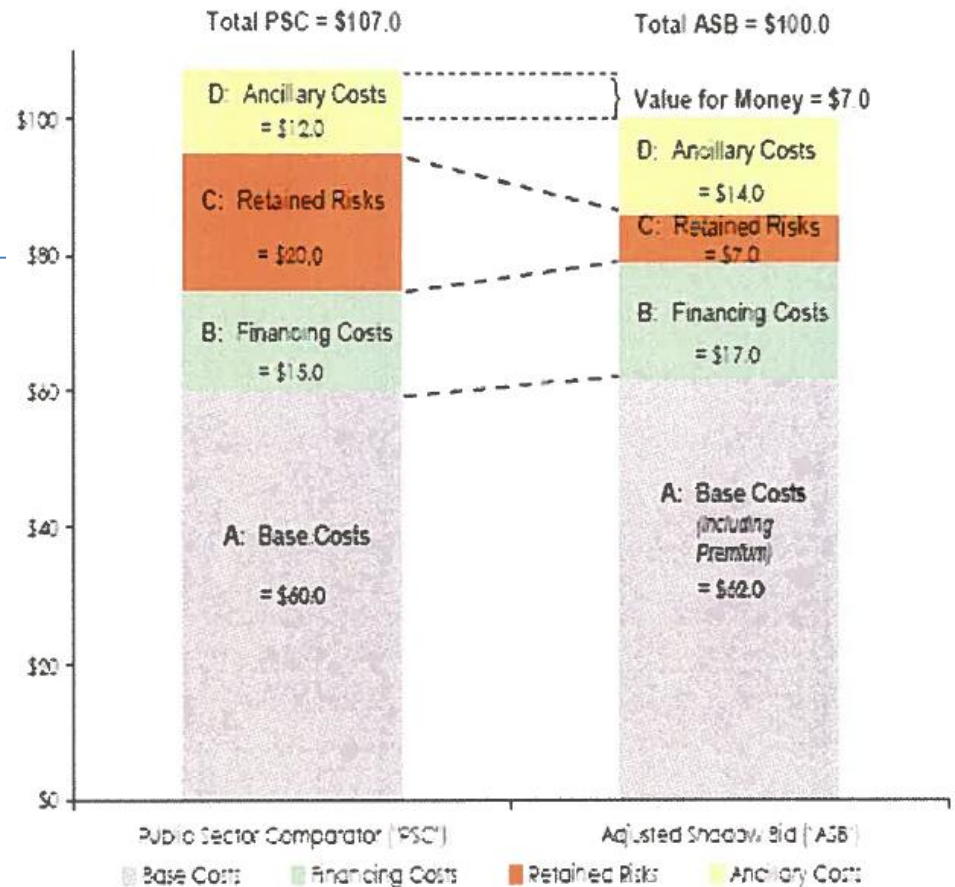 Total PSC = $107.0
Total ASB = $100.0
D: Ancillary Costs
= $12.0
Value for Money = $7.0
$100
D: Ancillary Costs
= $14.0
C: Retained Risks
= $20.0
C: Retained Risks
= $7.0
$80
B: Financing Costs
= $15.0
B: Financing Costs
= $17.0
$60
A: Base Costs
= $60.0
A: Base Costs
(including
Premium)
= $62.0
$40
$20
$0
Public Sector Comparator ("PSC")
Adjusted Shadow Bid ("ASB")
Base Costs
Financing Costs
Retained Risks
Ancillary Costs